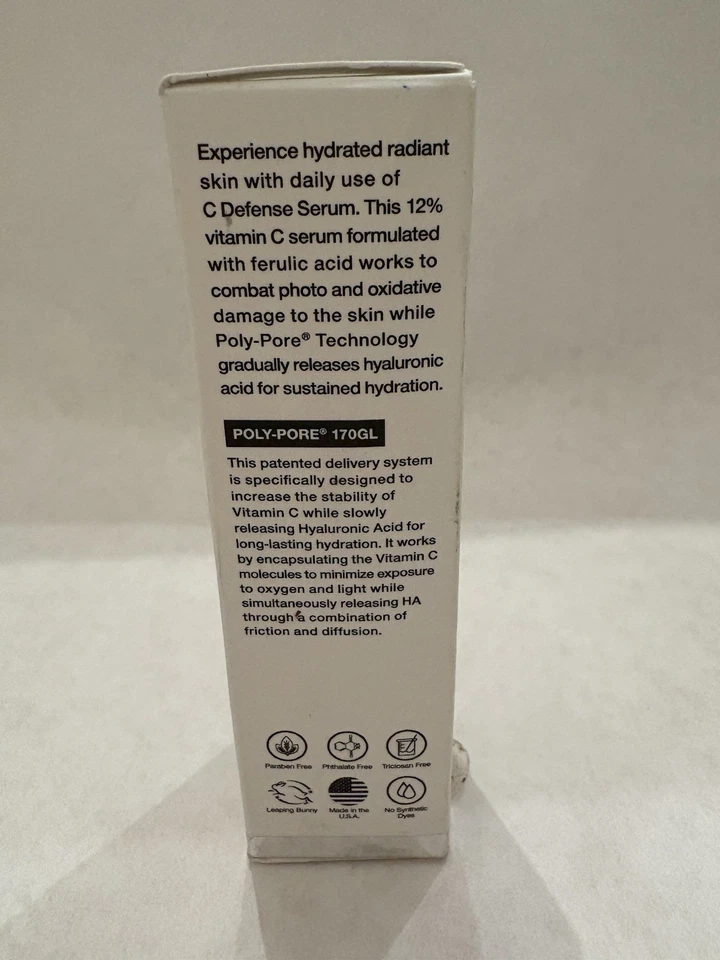 Experience hydrated radiant
skin with daily use of
C Defense Serum. This 12%
vitamin C serum formulated
with ferulic acid works to
combat photo and oxidative
damage to the skin while
Poly-Pore® Technology
gradually releases hyaluronic
acid for sustained hydration.
POLY-PORE® 170GL
This patented delivery system
is specifically designed to
increase the stability of
Vitamin C while slowly
releasing Hyaluronic Acid for
long-lasting hydration. It works
by encapsulating the Vitamin C
molecules to minimize exposure
to oxygen and light while
simultaneously releasing HA
through a combination of
friction and diffusion.
Paraben Free
Phthalate Free
Triclosan Free
Leaping Bunny
Made in the
U.S.A.
No Synthetic
Dyes